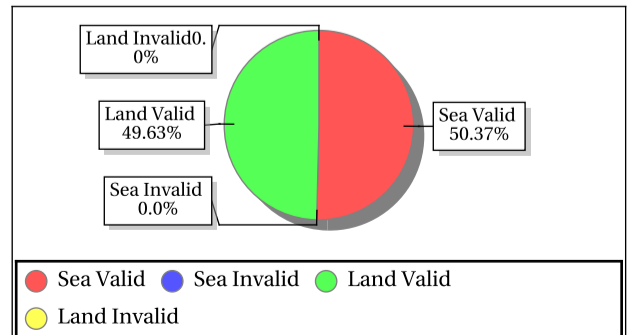 Land Invalid0.
0%
Land Valid
49.63%
Sea Valid
50.37%
Sea Invalid
0.0%
Sea Valid Sea Invalid Land Valid
Land Invalid